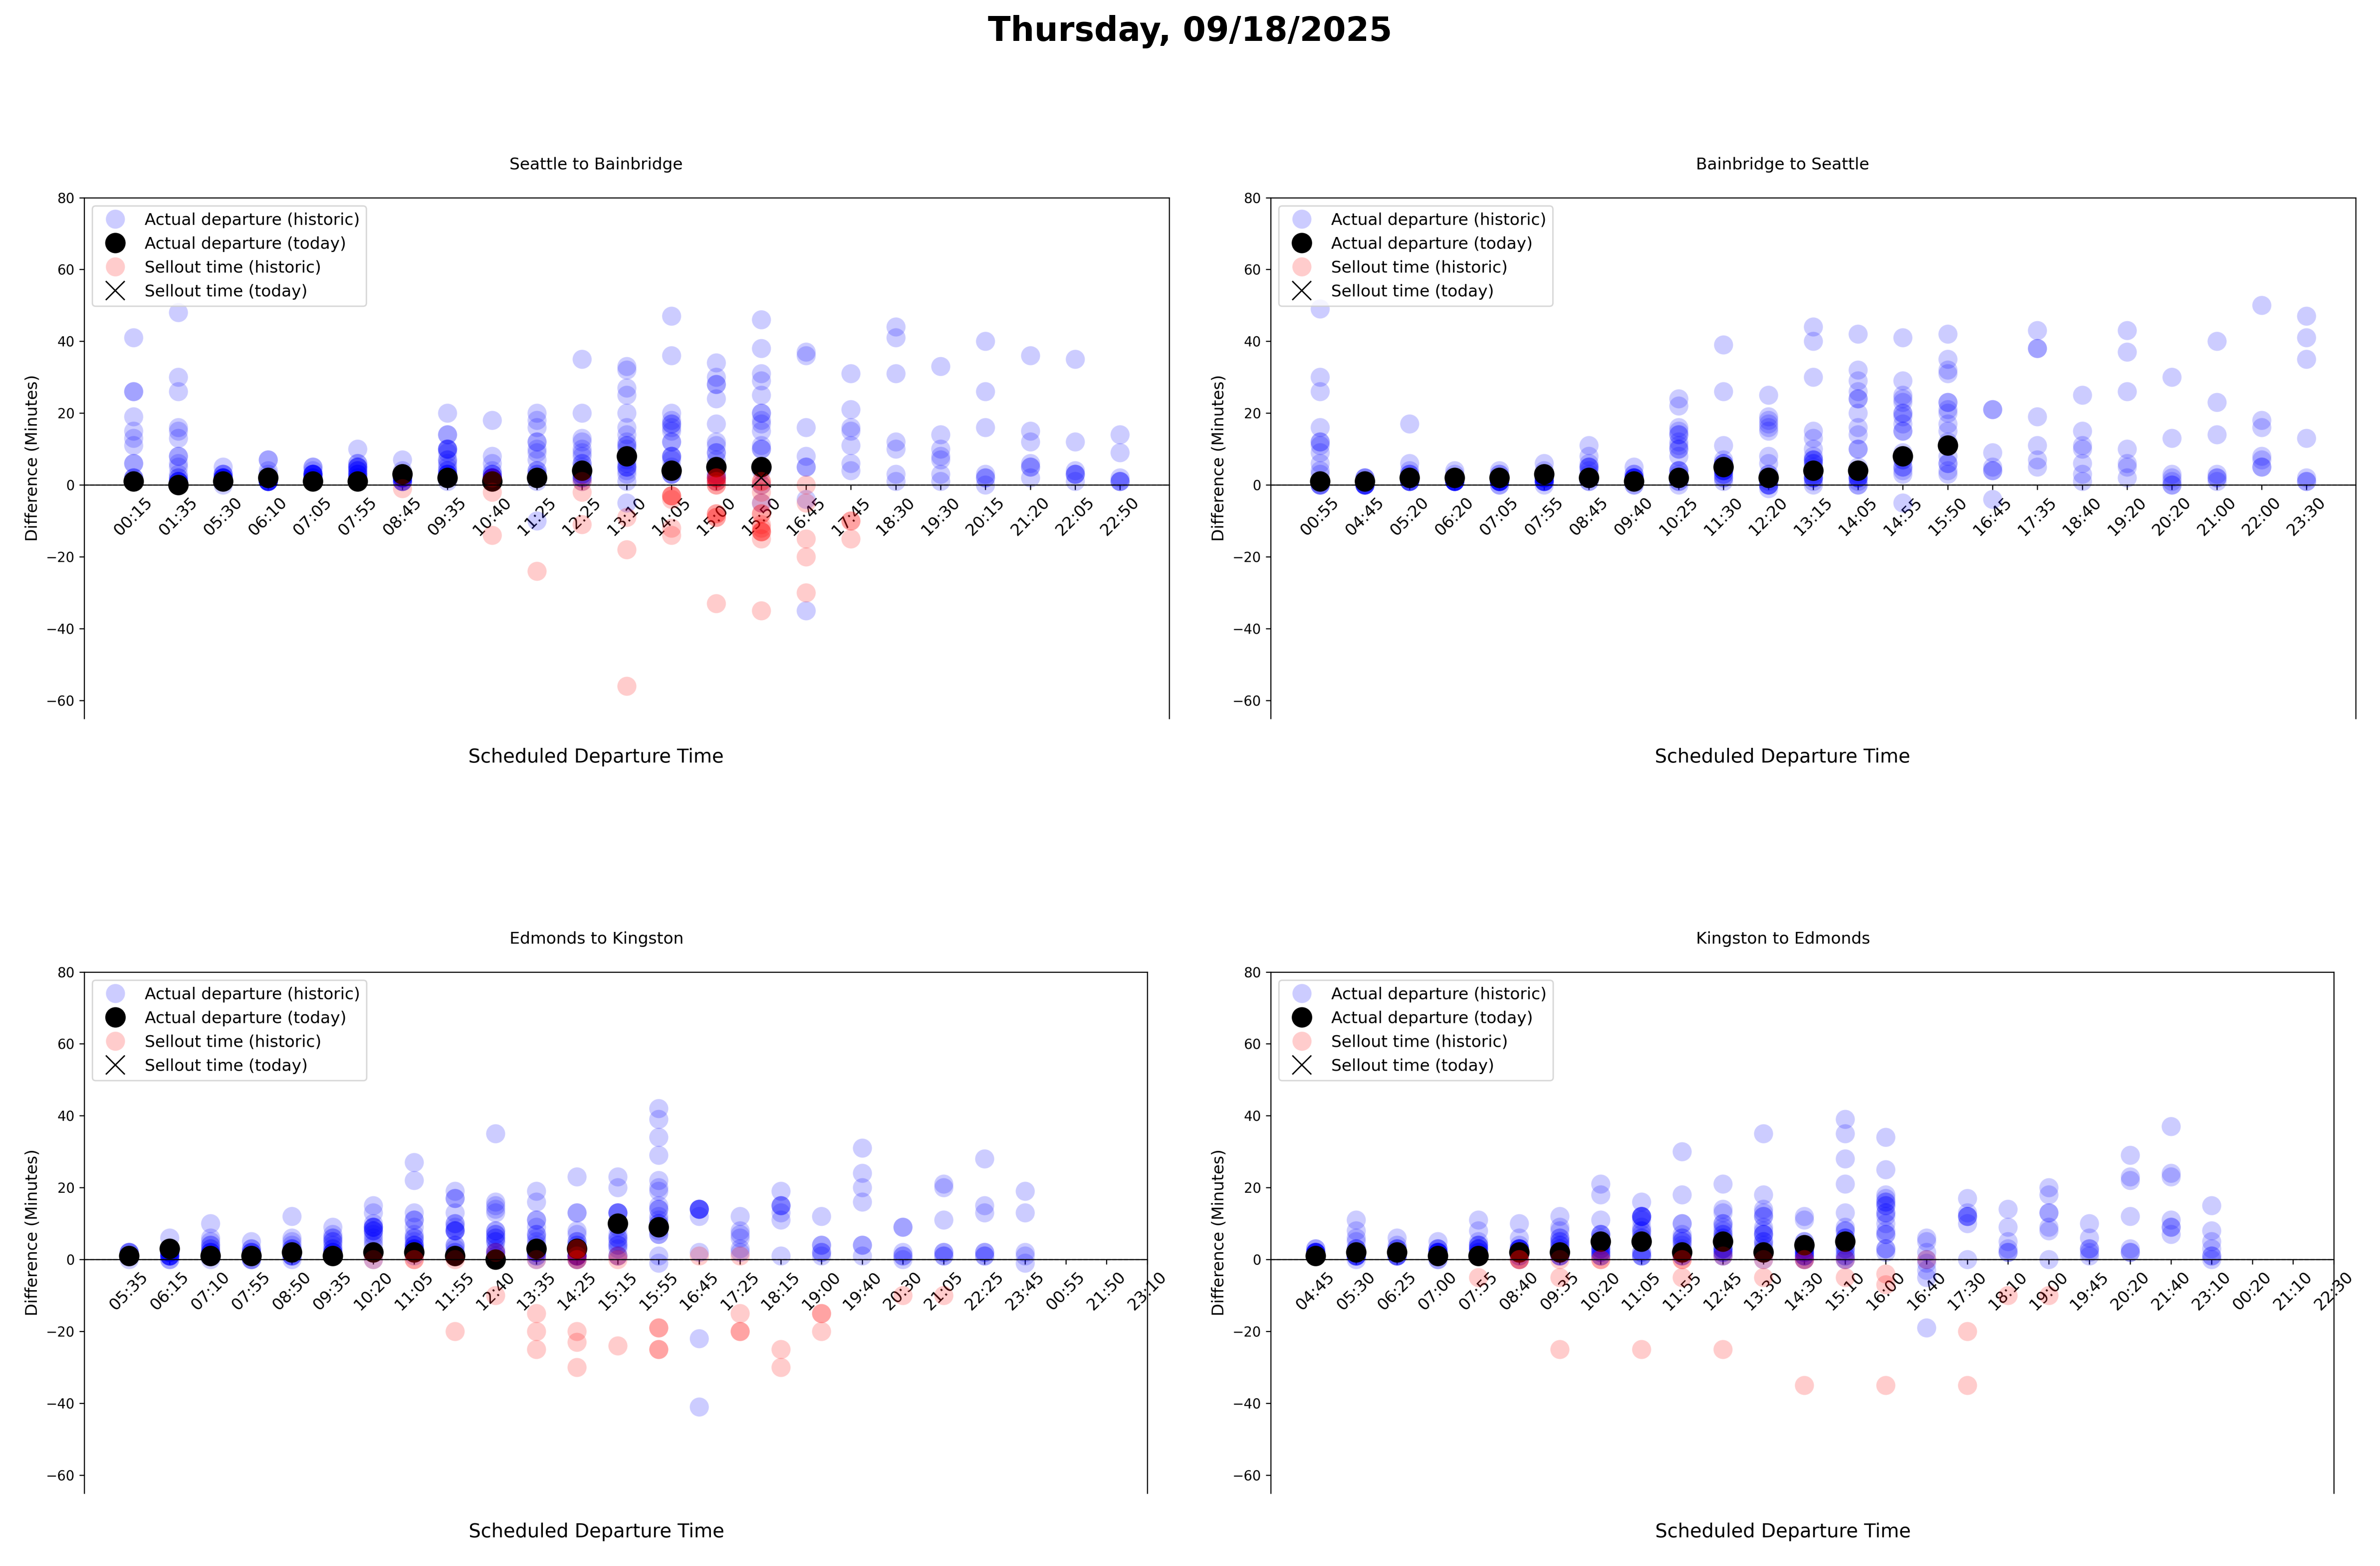 Thursday, 09/18/2025
Seattle to Bainbridge
80
60
40
20
0
−20
−40
−60
Difference (Minutes)
Actual departure (historic)
Actual departure (today)
Sellout time (historic)
Sellout time (today)
00:15 01:35 05:30 06:10 07:05 07:55 08:45 09:35 10:40 11:25 12:25 13:10 14:05 15:00 15:50 16:45 17:45 18:30 19:30 20:15 21:20 22:05 22:50
Scheduled Departure Time
Bainbridge to Seattle
80
60
40
20
0
−20
−40
−60
Difference (Minutes)
Actual departure (historic)
Actual departure (today)
Sellout time (historic)
Sellout time (today)
00:55 04:45 05:20 06:20 07:05 07:55 08:45 09:40 10:25 11:30 12:20 13:15 14:05 14:55 15:50 16:45 17:35 18:40 19:20 20:20 21:00 22:00 23:30
Scheduled Departure Time
Edmonds to Kingston
80
60
40
20
0
−20
−40
−60
Difference (Minutes)
Actual departure (historic)
Actual departure (today)
Sellout time (historic)
Sellout time (today)
05:35 06:15 07:10 07:55 08:50 09:35 10:20 11:05 11:55 12:40 13:35 14:25 15:15 15:55 16:45 17:25 18:15 19:00 19:40 20:30 21:05 22:25 23:45 00:55 21:50 23:10
Scheduled Departure Time
Kingston to Edmonds
80
60
40
20
0
−20
−40
−60
Difference (Minutes)
Actual departure (historic)
Actual departure (today)
Sellout time (historic)
Sellout time (today)
04:45 05:30 06:25 07:00 07:55 08:40 09:35 10:20 11:05 11:55 12:45 13:30 14:30 15:10 16:00 16:40 17:30 18:10 19:00 19:45 20:20 21:40 23:10 00:20 21:10 22:30
Scheduled Departure Time